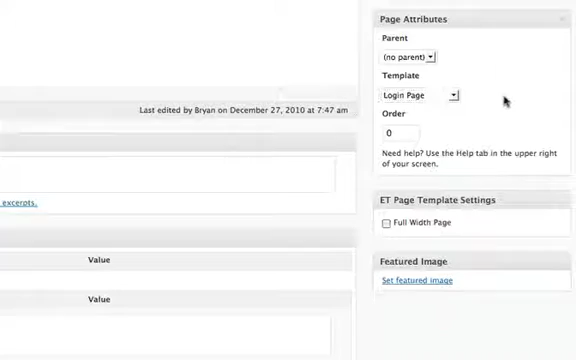 Page Attributes
Parent
(no parent)
Template
Login Page
Last edited by Bryan on December 27, 2010 at 7:47 am
Order
0
Need help? Use the Help tab in the upper right
of your screen.
excerpts.
ET Page Template Settings
Full Width Page
Value
Featured Image
Set featured image
Value